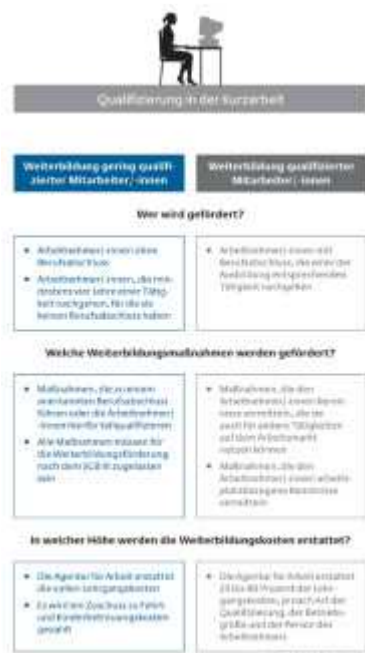 Qualifizierung in der Kurzarbeit
Weiterbildung gering qualifi-
zierter Mitarbeiter/-innen
Weiterbildung qualifizierter
Mitarbeiter/-innen
Wer wird gefördert?
Arbeitnehmer/-innen ohne
Berufsabschluss
Arbeitnehmer/-innen, die min-
destens vier Jahre einer Tätig-
keit nachgehen, für die sie
keinen Berufsabschluss haben
Arbeitnehmer/-innen mit
Berufsabschluss, die einer der
Ausbildung entsprechenden
Tätigkeit nachgehen
Welche Weiterbildungsmaßnahmen werden gefördert?
Maßnahmen, die zu einem
anerkannten Berufsabschluss
führen oder die Arbeitnehmer/
-innen hierfür teilqualifizieren
Alle Maßnahmen müssen für
die Weiterbildungsförderung
nach dem SGB III zugelassen
sein
Maßnahmen, die den
Arbeitnehmer/-innen Kennt-
nisse vermitteln, die sie
auch für andere Tätigkeiten
auf dem Arbeitsmarkt
nutzen können
Maßnahmen, die den
Arbeitnehmer/-innen arbeits-
platzbezogene Kenntnisse
vermitteln
In welcher Höhe werden die Weiterbildungskosten erstattet?
Die Agentur für Arbeit erstattet
die vollen Lehrgangskosten
Es wird ein Zuschuss zu Fahrt-
und Kinderbetreuungskosten
gezahlt
Die Agentur für Arbeit erstattet
25 bis 80 Prozent der Lehr-
gangskosten, je nach Art der
Qualifizierung, der Betriebs-
größe und der Person des
Arbeitnehmers